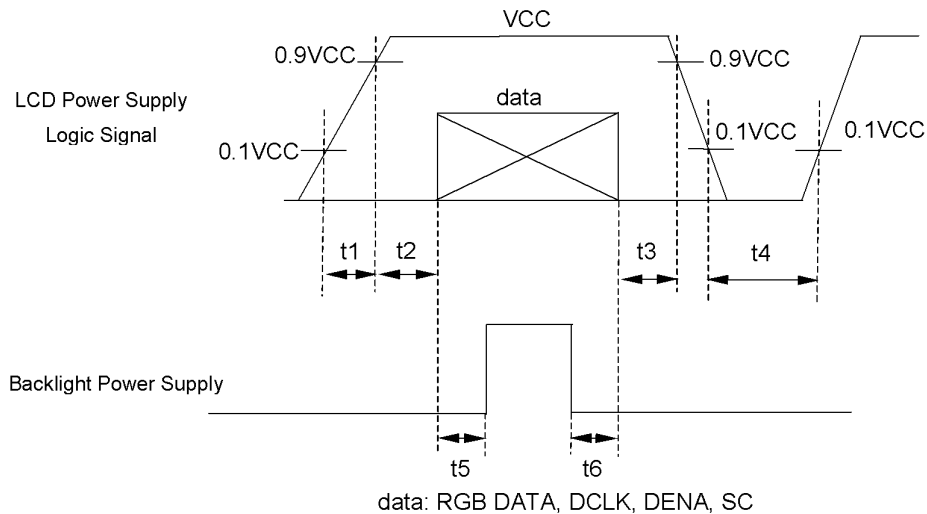 VCC
0.9VCC
0.9VCC
LCD Power Supply
Logic Signal
data
0.1VCC
0.1VCC
0.1VCC
t1
t2
t3
t4
Backlight Power Supply
t5
t6
data: RGB DATA, DCLK, DENA, SC